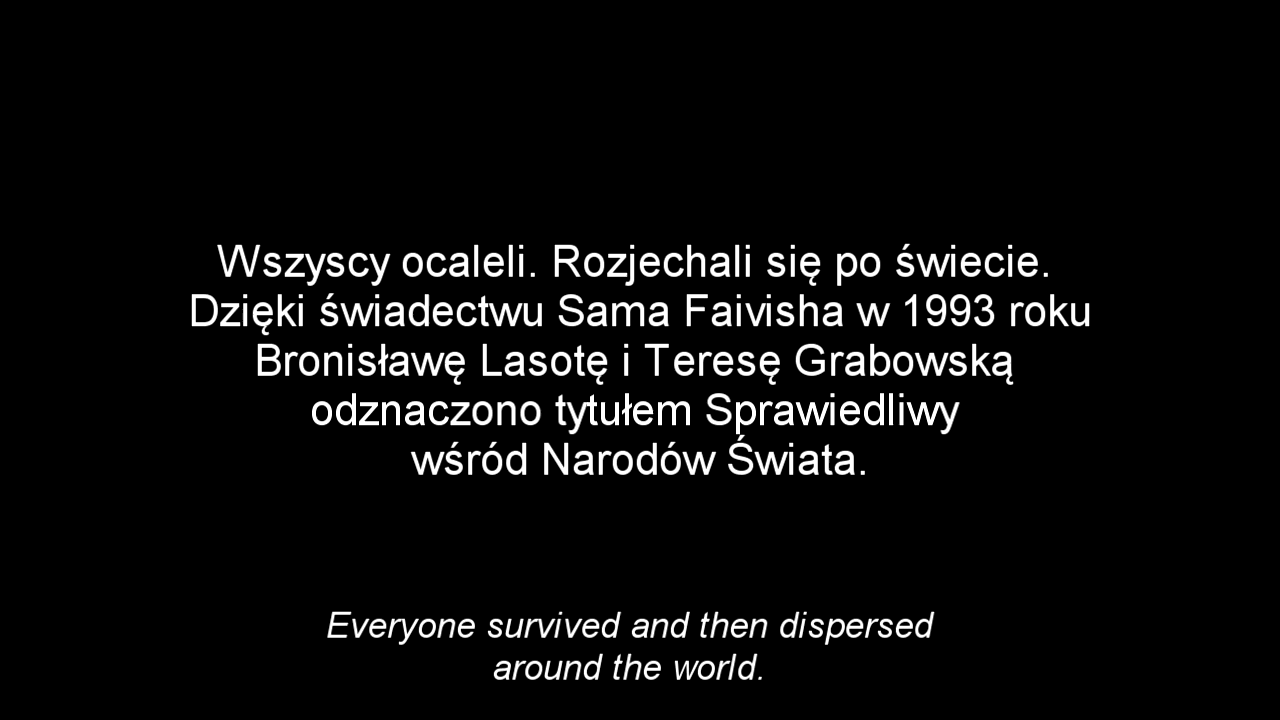 Wszyscy ocaleli. Rozjechali się po świecie.
Dzięki świadectwu Sama Faivisha w 1993 roku
Bronisławę Lasotę i Teresę Grabowską
odznaczono tytułem Sprawiedliwy
wśród Narodów Świata.
Everyone survived and then dispersed
around the world.